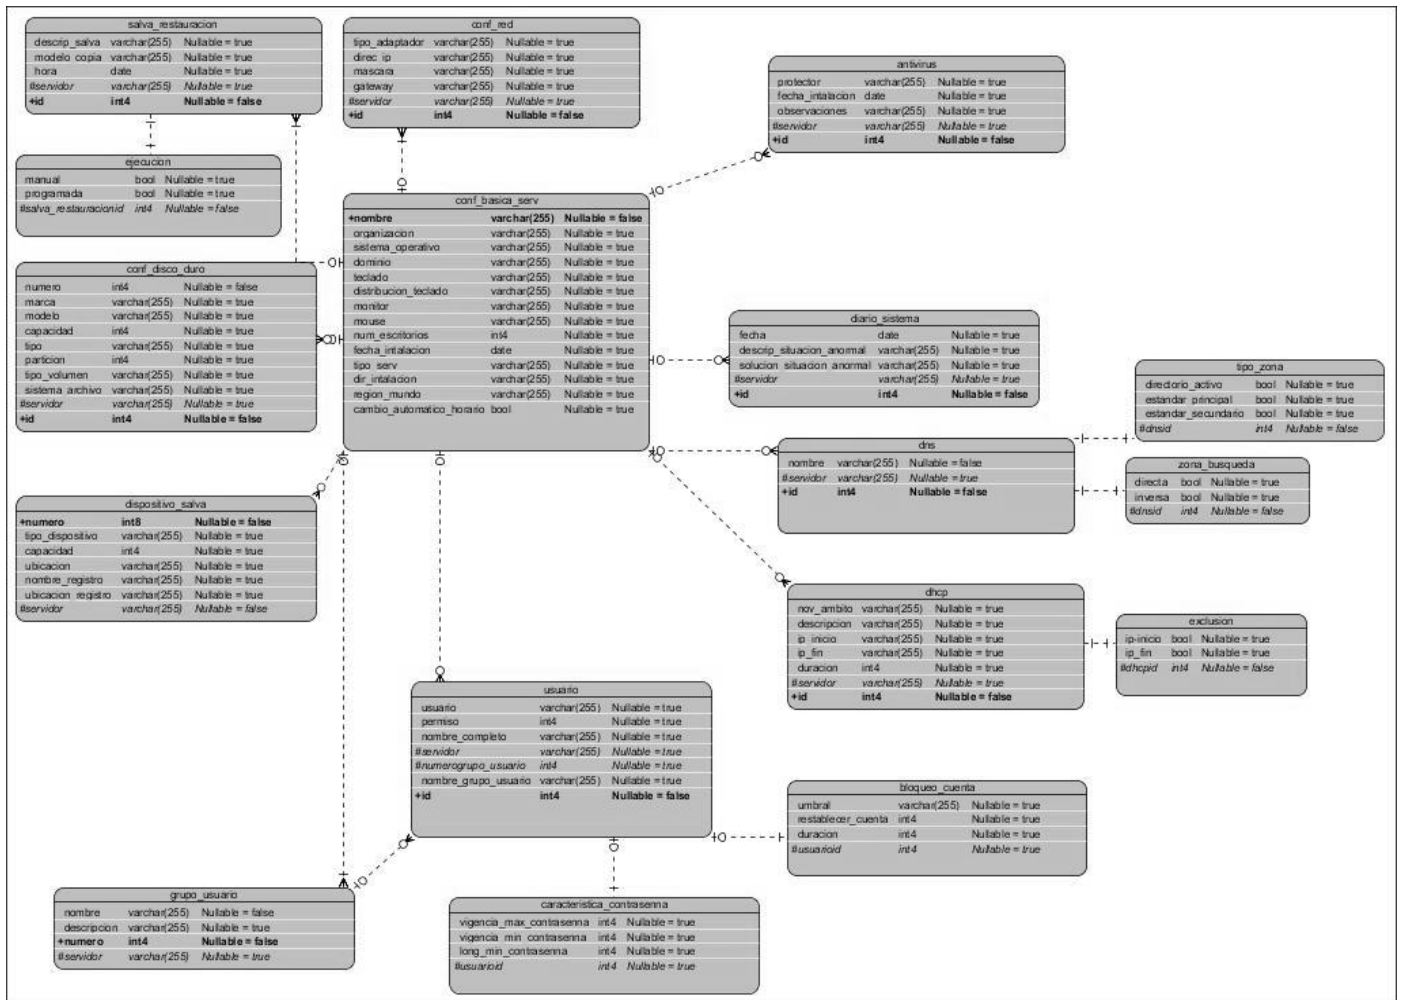 salva_restauracion
descrip_salva varchar(255) Nullable = true
modelo_copia varchar(255) Nullable = true
hora date Nullable = true
#servidor varchar(255) Nullable = true
+id int4 Nullable = false
conf_red
tipo_adaptador varchar(255) Nullable = true
direc_ip varchar(255) Nullable = true
mascara varchar(255) Nullable = true
gateway varchar(255) Nullable = true
#servidor varchar(255) Nullable = true
+id int4 Nullable = false
antivirus
protector varchar(255) Nullable = true
fecha_intalacion date Nullable = true
observaciones varchar(255) Nullable = true
#servidor varchar(255) Nullable = true
+id int4 Nullable = false
ejecucion
manual bool Nullable = true
programada bool Nullable = true
#salva_restauracionid int4 Nullable = false
conf_basica_serv
+nombre varchar(255) Nullable = false
organizacion varchar(255) Nullable = true
sistema_operativo varchar(255) Nullable = true
dominio varchar(255) Nullable = true
teclado varchar(255) Nullable = true
distribucion_teclado varchar(255) Nullable = true
monitor varchar(255) Nullable = true
mouse varchar(255) Nullable = true
num_escritorios int4 Nullable = true
fecha_intalacion date Nullable = true
tipo_serv varchar(255) Nullable = true
dir_intalacion varchar(255) Nullable = true
region_mundo varchar(255) Nullable = true
cambio_automatico_horario bool Nullable = true
conf_disco_duro
numero int4 Nullable = false
marca varchar(255) Nullable = true
modelo varchar(255) Nullable = true
capacidad int4 Nullable = true
tipo varchar(255) Nullable = true
particion int4 Nullable = true
tipo_volumen varchar(255) Nullable = true
sistema_archivo varchar(255) Nullable = true
#servidor varchar(255) Nullable = true
+id int4 Nullable = false
diario_sistema
fecha date Nullable = true
descrip_situacion_anormal varchar(255) Nullable = true
solucion_situacion_anormal varchar(255) Nullable = true
#servidor varchar(255) Nullable = true
+id int4 Nullable = false
tipo_zona
directorio_activo bool Nullable = true
estandar_principal bool Nullable = true
estandar_secundario bool Nullable = true
#dnsid int4 Nullable = false
dns
nombre varchar(255) Nullable = false
#servidor varchar(255) Nullable = true
+id int4 Nullable = false
zona_busqueda
directa bool Nullable = true
inversa bool Nullable = true
#dnsid int4 Nullable = false
dispositivo_salva
+numero int8 Nullable = false
tipo_dispositivo varchar(255) Nullable = true
capacidad int4 Nullable = true
ubicacion varchar(255) Nullable = true
nombre_registro varchar(255) Nullable = true
ubicacion_registro varchar(255) Nullable = true
#servidor varchar(255) Nullable = false
dhcp
nov_ambito varchar(255) Nullable = true
descripcion varchar(255) Nullable = true
ip_inicio varchar(255) Nullable = true
ip_fin varchar(255) Nullable = true
duracion int4 Nullable = true
#servidor varchar(255) Nullable = true
+id int4 Nullable = false
exclusion
ip-inicio bool Nullable = true
ip_fin bool Nullable = true
#dhcpid int4 Nullable = false
usuario
usuario varchar(255) Nullable = true
permiso int4 Nullable = true
nombre_completo varchar(255) Nullable = true
#servidor varchar(255) Nullable = true
#numerogrupo_usuario int4 Nullable = true
nombre_grupo_usuario varchar(255) Nullable = true
+id int4 Nullable = false
bloqueo_cuenta
umbral varchar(255) Nullable = true
restablecer_cuenta int4 Nullable = true
duracion int4 Nullable = true
#usuarioid int4 Nullable = true
grupo_usuario
nombre varchar(255) Nullable = false
descripcion varchar(255) Nullable = true
+numero int4 Nullable = false
#servidor varchar(255) Nullable = true
caracteristica_contrasenna
vigencia_max_contrasenna int4 Nullable = true
vigencia_min_contrasenna int4 Nullable = true
long_min_contrasenna int4 Nullable = true
#usuarioid int4 Nullable = true